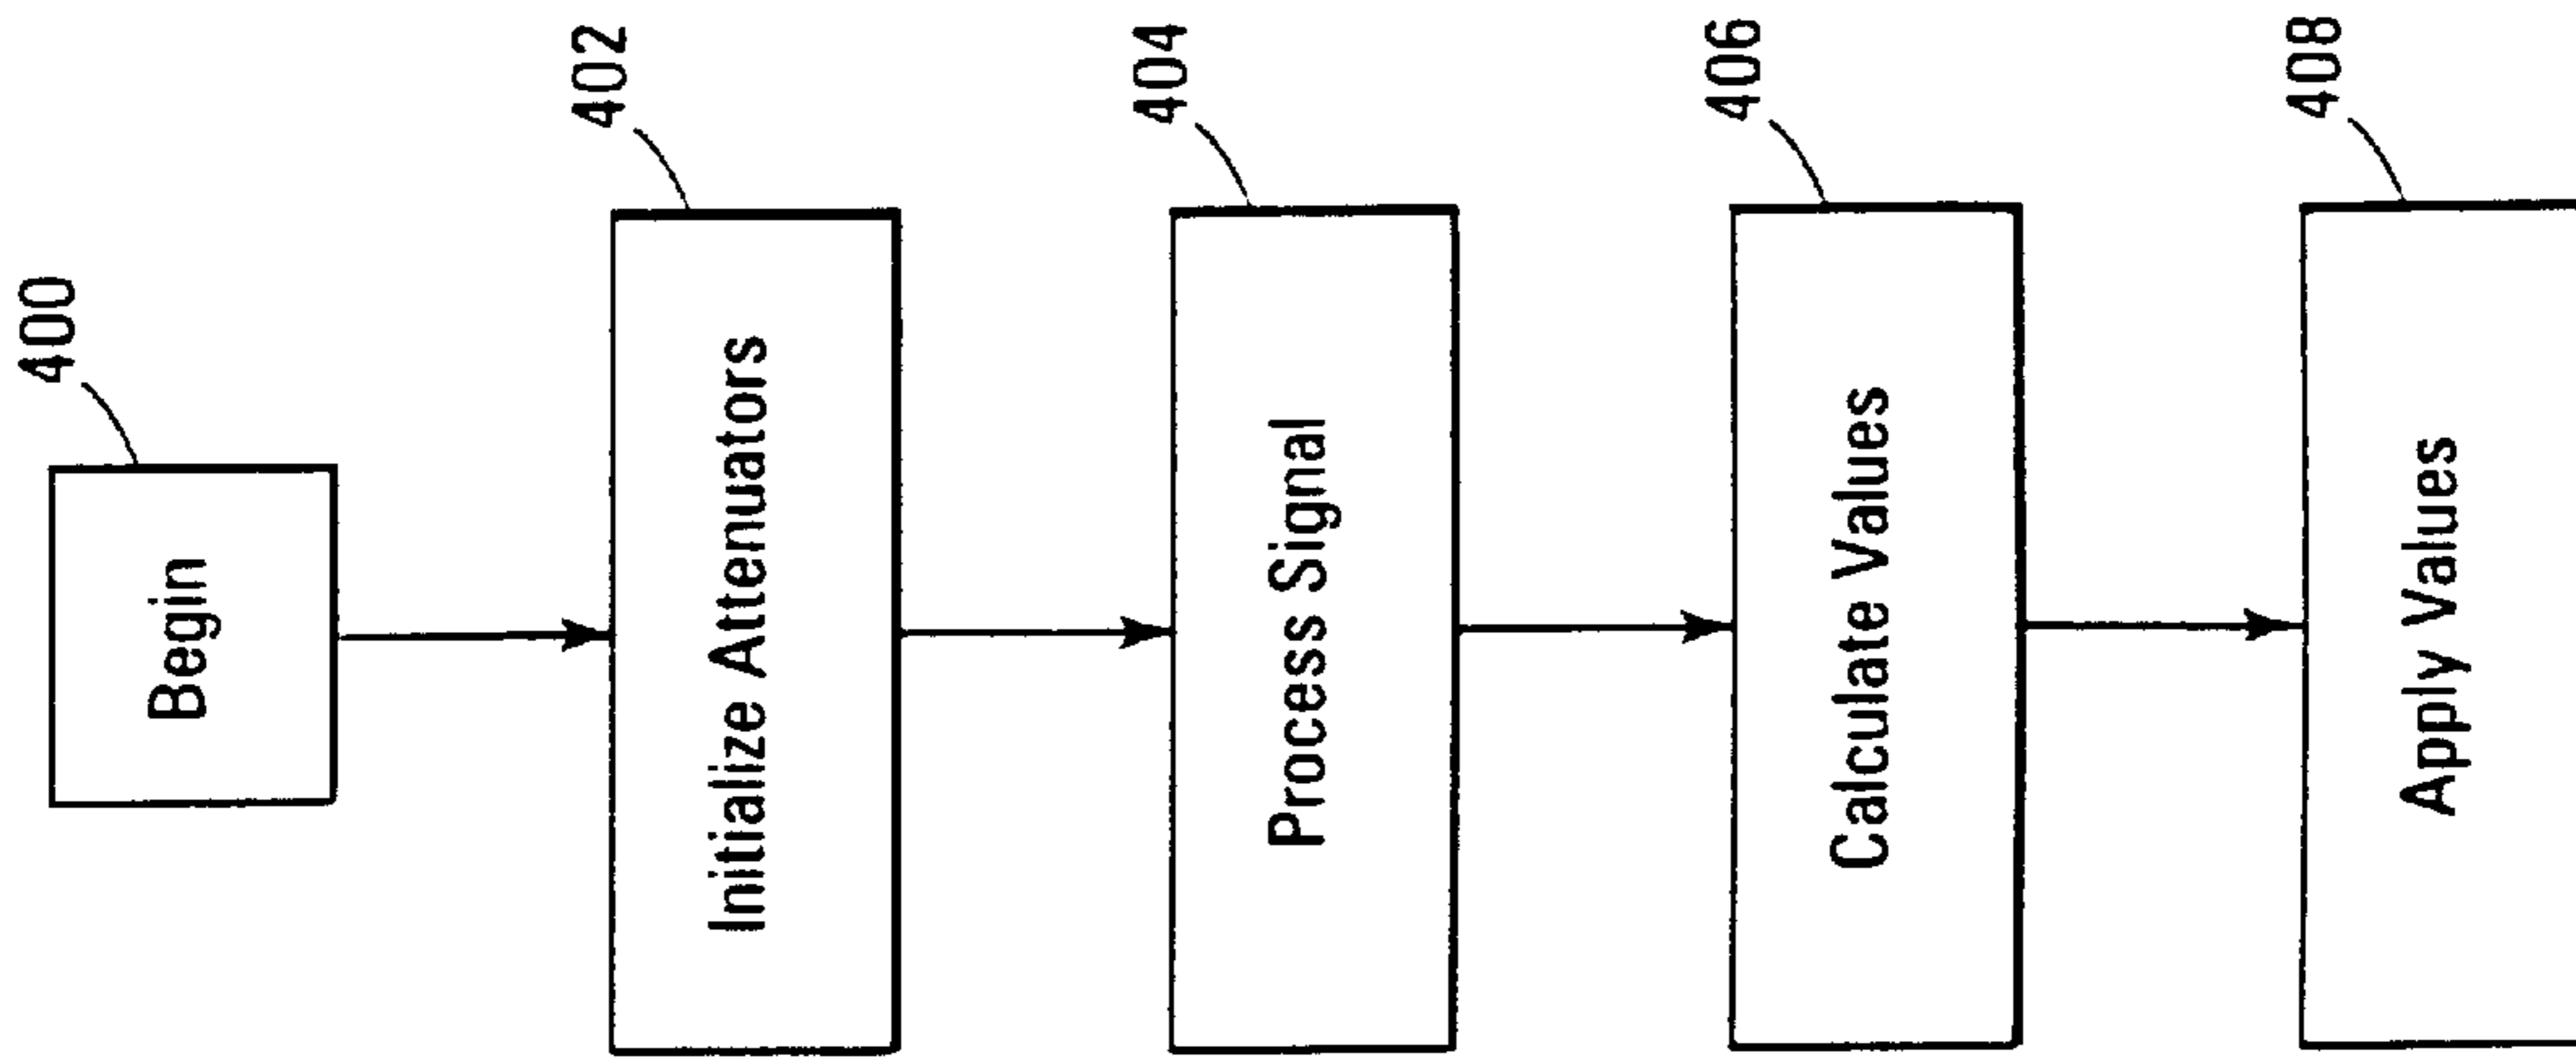 400
Begin
402
Initialize Attenuators
404
Process Signal
406
Calculate Values
408
Apply Values